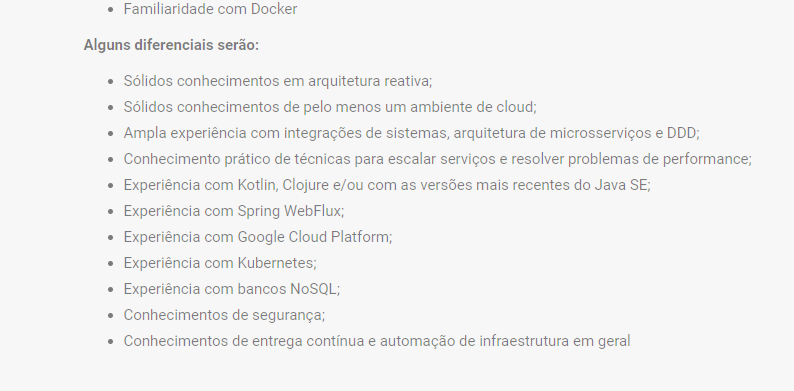 Familiaridade com Docker
Alguns diferenciais serão:
Sólidos conhecimentos em arquitetura reativa;
Sólidos conhecimentos de pelo menos um ambiente de cloud;
Ampla experiência com integrações de sistemas, arquitetura de microsserviços e DDD;
Conhecimento prático de técnicas para escalar serviços e resolver problemas de performance;
Experiência com Kotlin, Clojure e/ou com as versões mais recentes do Java SE;
Experiência com Spring WebFlux;
Experiência com Google Cloud Platform;
Experiência com Kubernetes;
Experiência com bancos NoSQL;
Conhecimentos de segurança;
Conhecimentos de entrega contínua e automação de infraestrutura em geral